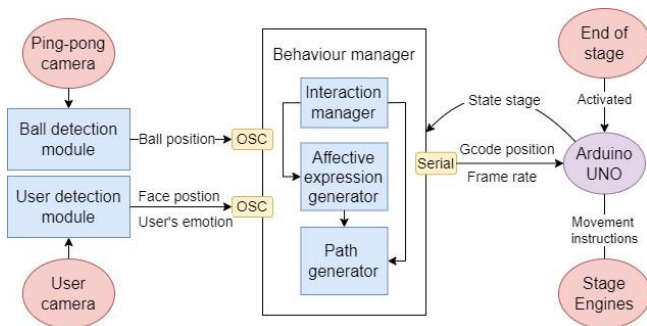 Ping-pong
camera
Behaviour manager
End of
stage
Interaction
manager
State stage
Activated
Ball detection
module
Ball position
OSC
Serial
Gcode position
Frame rate
Arduino
UNO
Affective
expression
generator
User detection
module
Face postion
User's emotion
OSC
Movement
instructions
Path
generator
User
camera
Stage
Engines